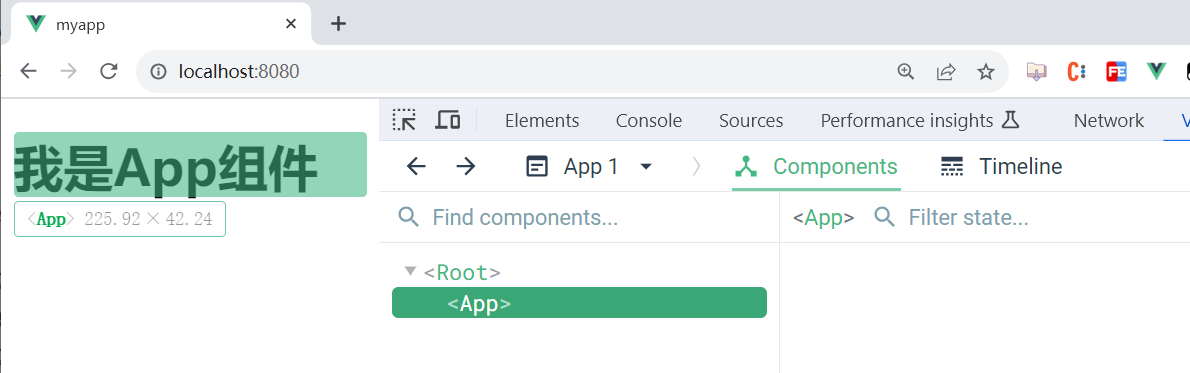 myapp
localhost:8080
Elements Console Sources Performance insights Network
App 1 Components Timeline
我是App组件
<App> 225.92 × 42.24
Find components...
<App> Filter state...
<Root>
<App>